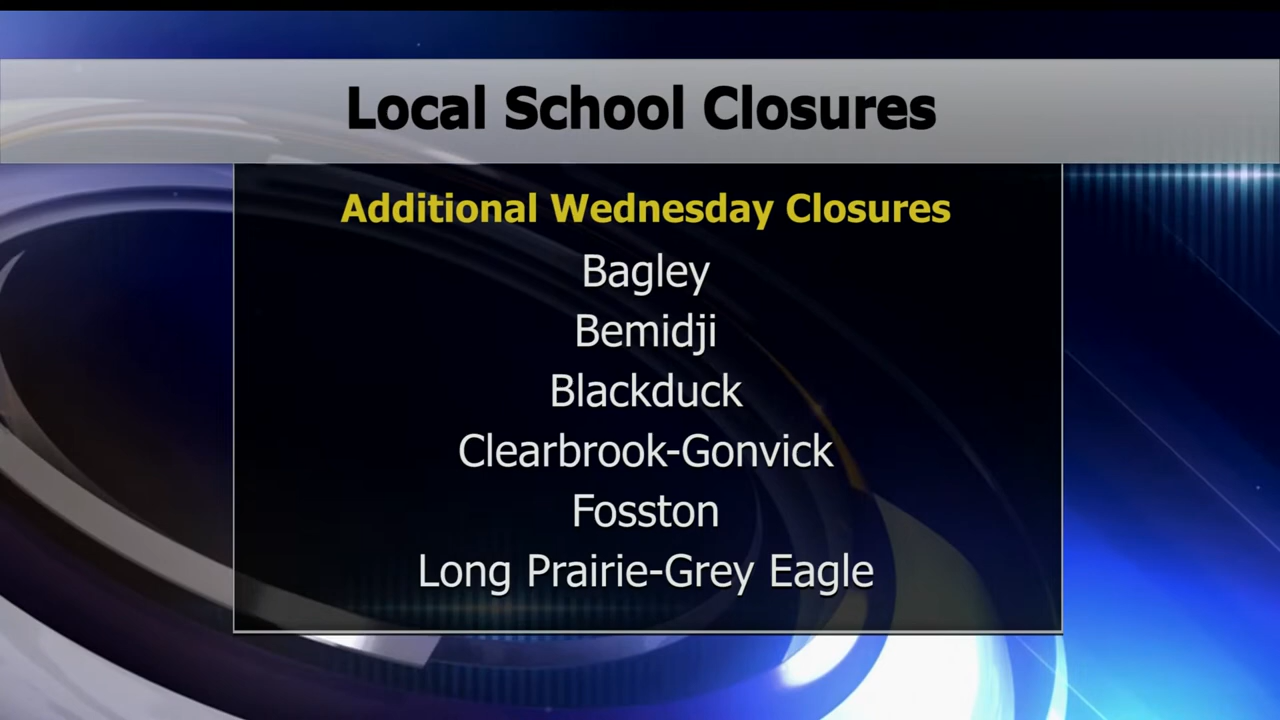 Local School Closures
Additional Wednesday Closures
Bagley
Bemidji
Blackduck
Clearbrook-Gonvick
Fosston
Long Prairie-Grey Eagle